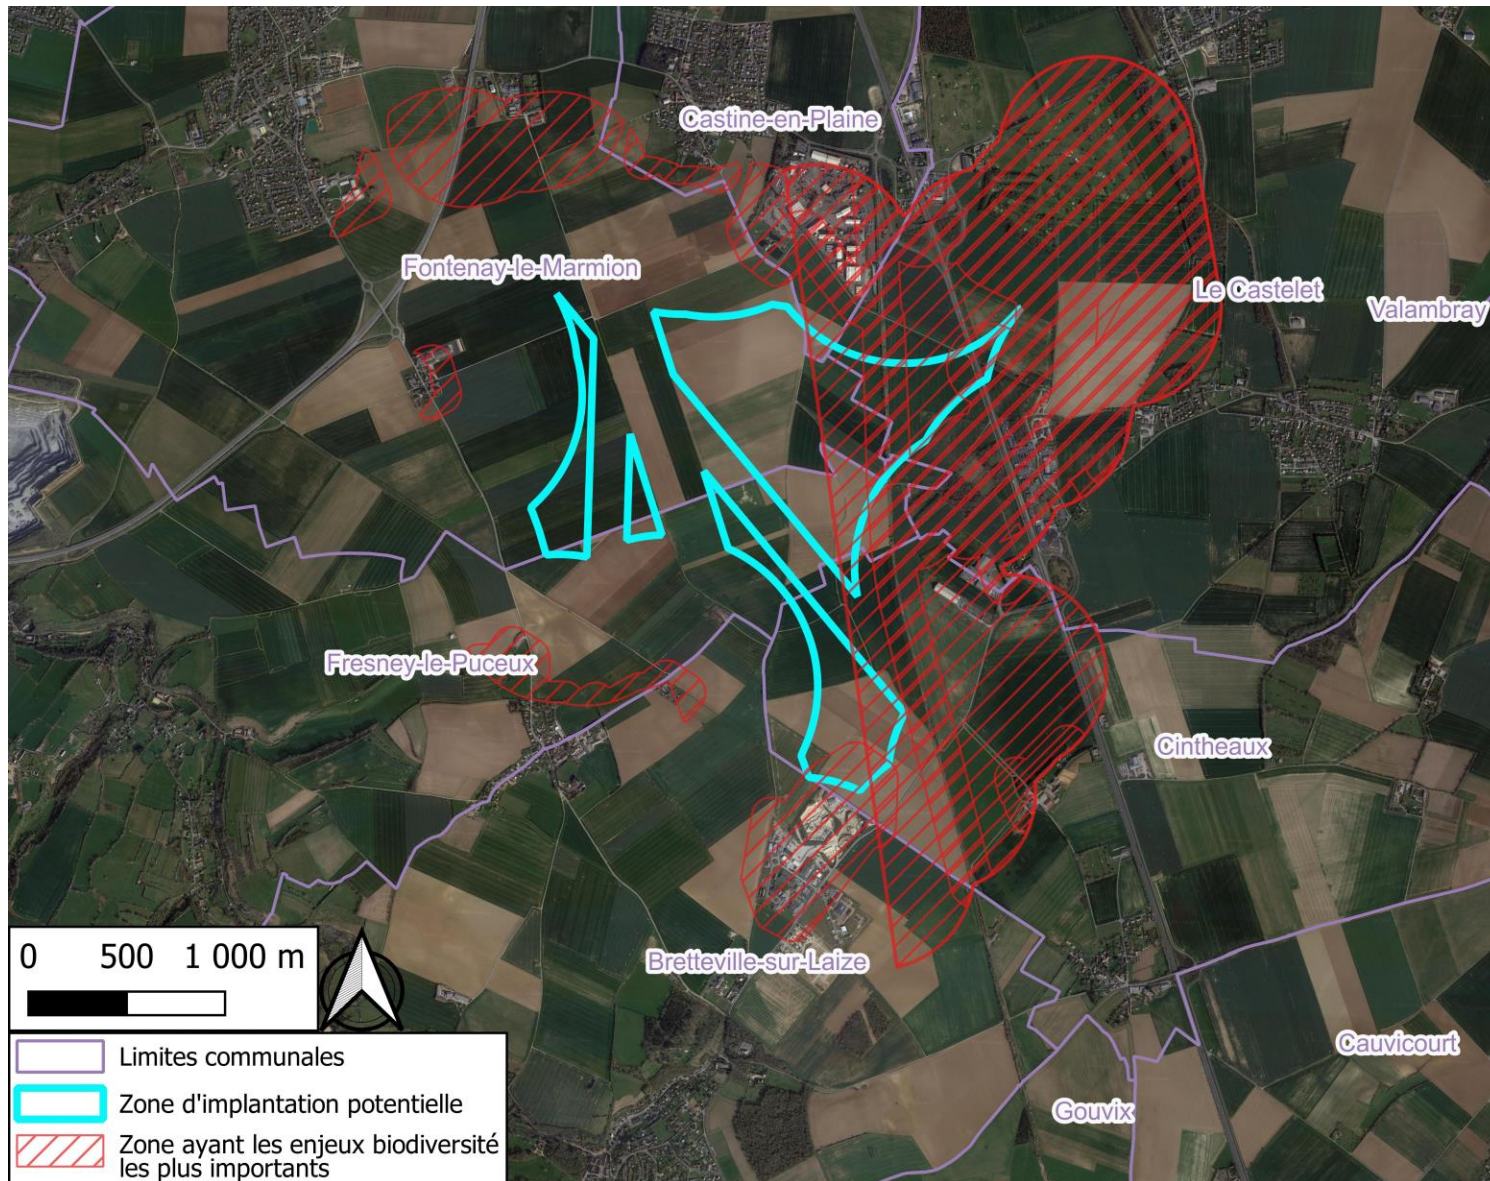 Castine-en-Plaine
Fontenay-le-Marmion
Le Castelet
Valambray
Fresney-le-Puceux
Cintheaux
Bretteville-sur-Laize
Cauvicourt
Gouvix
0 500 1 000 m
Limites communales
Zone d'implantation potentielle
Zone ayant les enjeux biodiversité
les plus importants